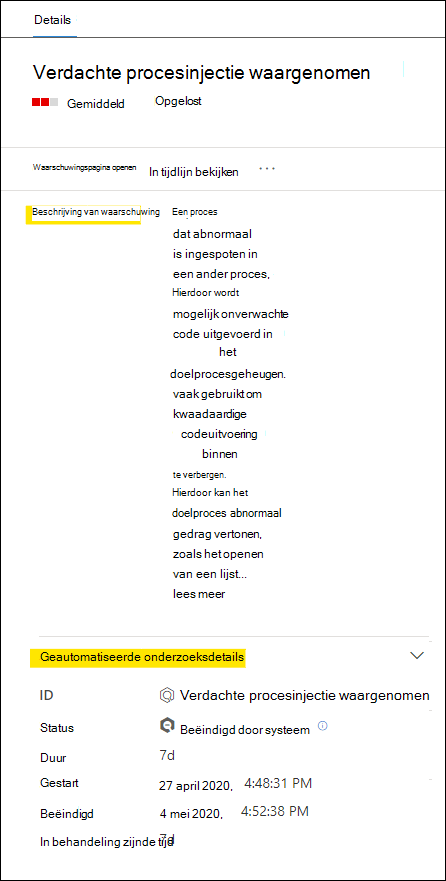 Details
Verdachte procesinjectie waargenomen
Gemiddeld Opgelost
Waarschuwingspagina openen In tijdlijn bekijken ...
Beschrijving van waarschuwing Een proces
dat abnormaal
is ingespoten in
een ander proces,
Hierdoor wordt
mogelijk onverwachte
code uitgevoerd in
het
doelprocesgeheugen.
vaak gebruikt om
kwaadaardige
codeuitvoering
binnen
te verbergen.
Hierdoor kan het
doelproces abnormaal
gedrag vertonen,
zoals het openen
van een lijst...
lees meer
Geautomatiseerde onderzoeksdetails
ID Verdachte procesinjectie waargenomen
Status Beëindigd door systeem
Duur 7d
Gestart 27 april 2020, 4:48:31 PM
Beëindigd 4 mei 2020, 4:52:38 PM
In behandeling zijnde tijd 7d